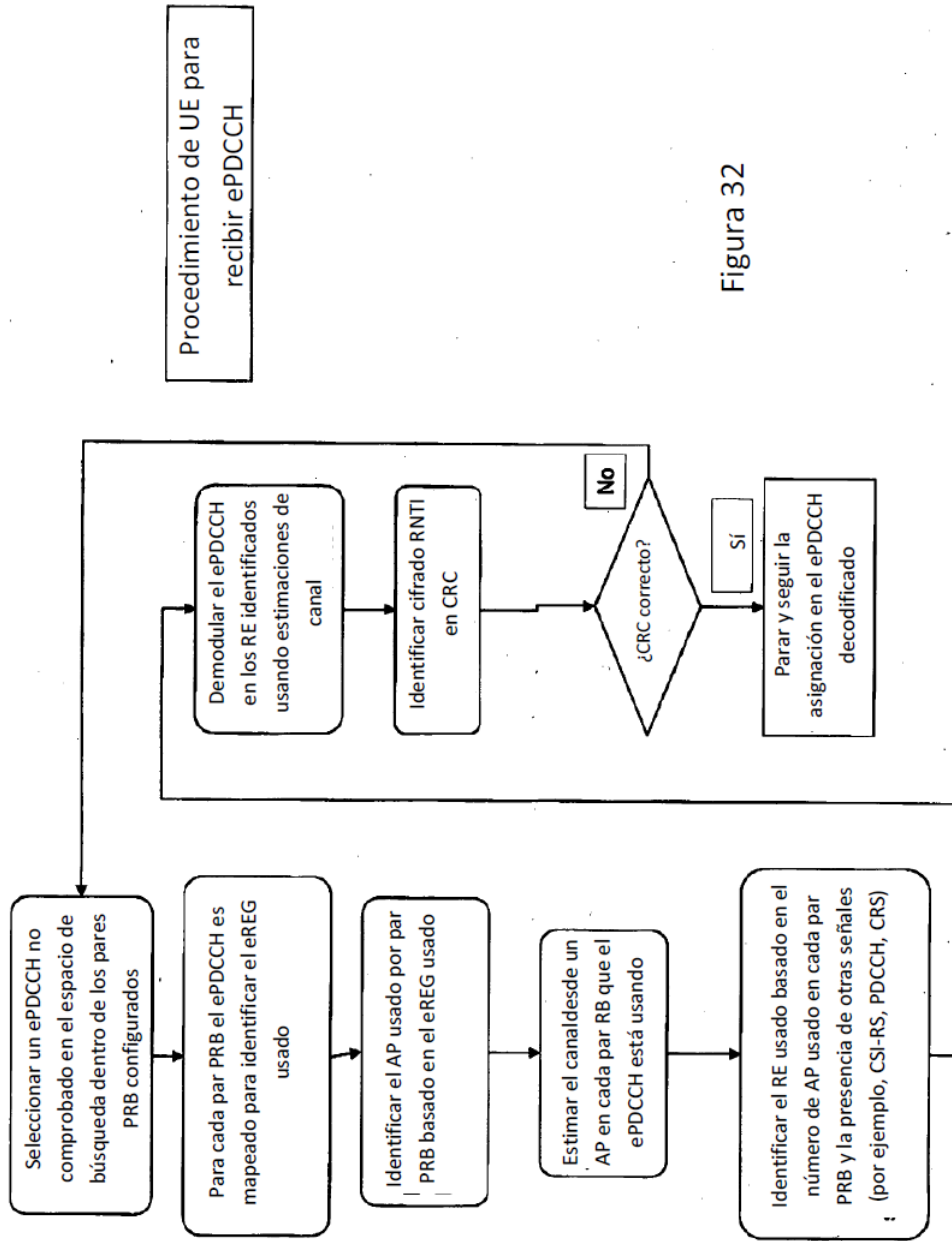 Procedimiento de UE para
recibir ePDCCH
Seleccionar un ePDCCH no
comprobado en el espacio de
búsqueda dentro de los pares
PRB configurados
Para cada par PRB el ePDCCH es
mapeado para identificar el eREG
usado
Identificar el AP usado por par
PRB basado en el eREG usado
Estimar el canaldesde un
AP en cada par RB que el
ePDCCH está usando
Identificar el RE usado basado en el
número de AP usado en cada par
PRB y la presencia de otras señales
(por ejemplo, CSI-RS, PDCCH, CRS)
Demodular el ePDCCH
en los RE identificados
usando estimaciones de
canal
Identificar cifrado RNTI
en CRC
¿CRC correcto?
No
Sí
Parar y seguir la
asignación en el ePDCCH
decodificado
Figura 32